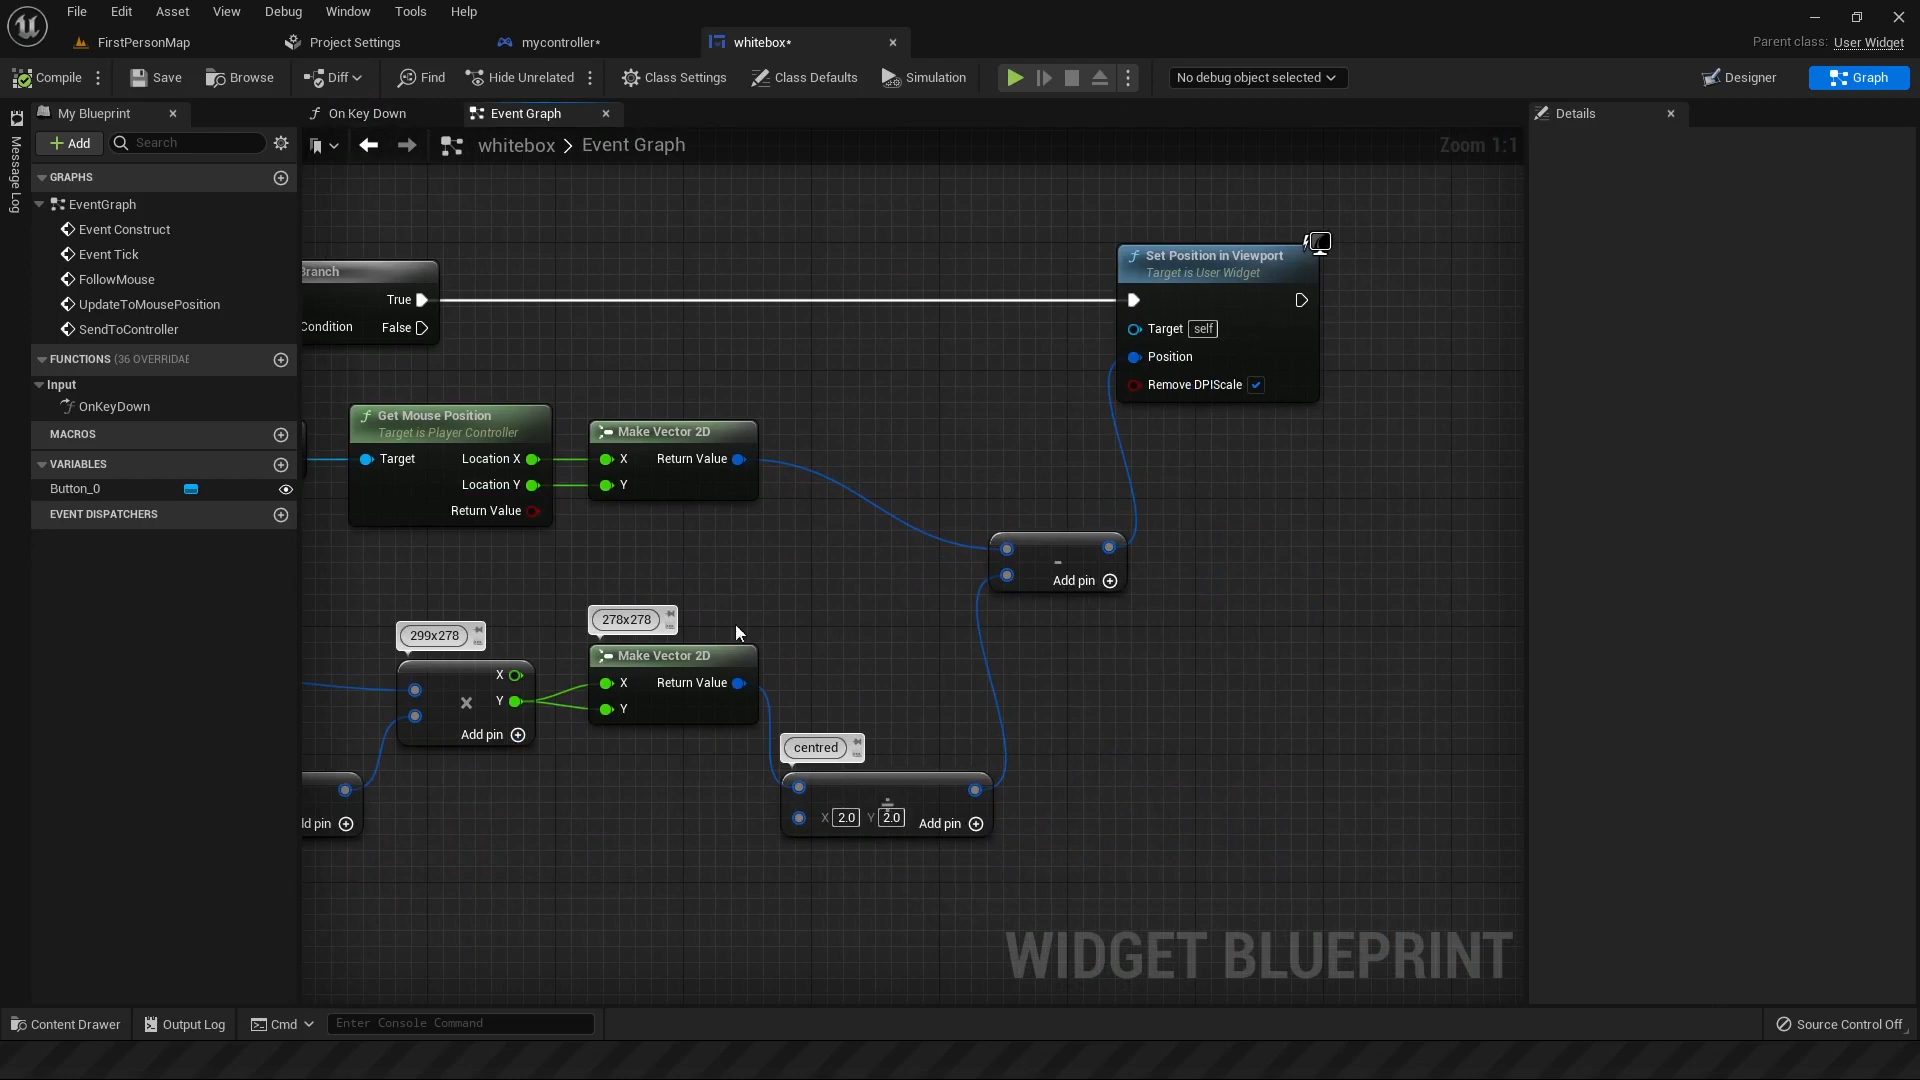 File Edit Asset View Debug Window Tools Help
FirstPersonMap Project Settings mycontroller* whitebox*
Parent class: User Widget
Compile Save Browse Diff Find Hide Unrelated Class Settings Class Defaults Simulation No debug object selected Designer Graph
My Blueprint On Key Down Event Graph Details
Message Log
Add Search
whitebox > Event Graph Zoom 1:1
GRAPHS
EventGraph
Event Construct
Event Tick
FollowMouse
UpdateToMousePosition
SendToController
FUNCTIONS (36 OVERRIDAE
Input
OnKeyDown
MACROS
VARIABLES
Button_0
EVENT DISPATCHERS
Branch
True
Condition False
Set Position in Viewport
Target is User Widget
Target self
Position
Remove DPIScale
Get Mouse Position
Target is Player Controller
Target Location X
Location Y
Return Value
Make Vector 2D
X Return Value
Y
-
Add pin
299x278
X
Y
Add pin
278x278
Make Vector 2D
X Return Value
Y
centred
÷
X 2.0 Y 2.0 Add pin
dd pin
WIDGET BLUEPRINT
Content Drawer Output Log Cmd Enter Console Command Source Control Off